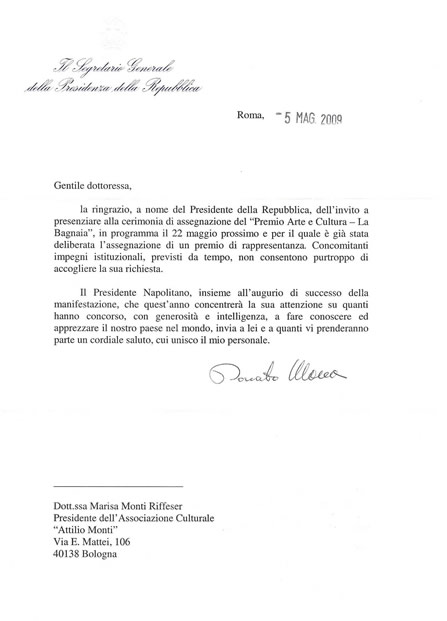 Il Segretario Generale
della Presidenza della Repubblica
Roma, - 5 MAG. 2009
Gentile dottoressa,
la ringrazio, a nome del Presidente della Repubblica, dell'invito a
presenziare alla cerimonia di assegnazione del "Premio Arte e Cultura – La
Bagnaia", in programma il 22 maggio prossimo e per il quale è già stata
deliberata l'assegnazione di un premio di rappresentanza. Concomitanti
impegni istituzionali, previsti da tempo, non consentono purtroppo di
accogliere la sua richiesta.
Il Presidente Napolitano, insieme all'augurio di successo della
manifestazione, che quest'anno concentrerà la sua attenzione su quanti
hanno concorso, con generosità e intelligenza, a fare conoscere ed
apprezzare il nostro paese nel mondo, invia a lei e a quanti vi prenderanno
parte un cordiale saluto, cui unisco il mio personale.
Donato Marra
Dott.ssa Marisa Monti Riffeser
Presidente dell'Associazione Culturale
"Attilio Monti"
Via E. Mattei, 106
40138 Bologna